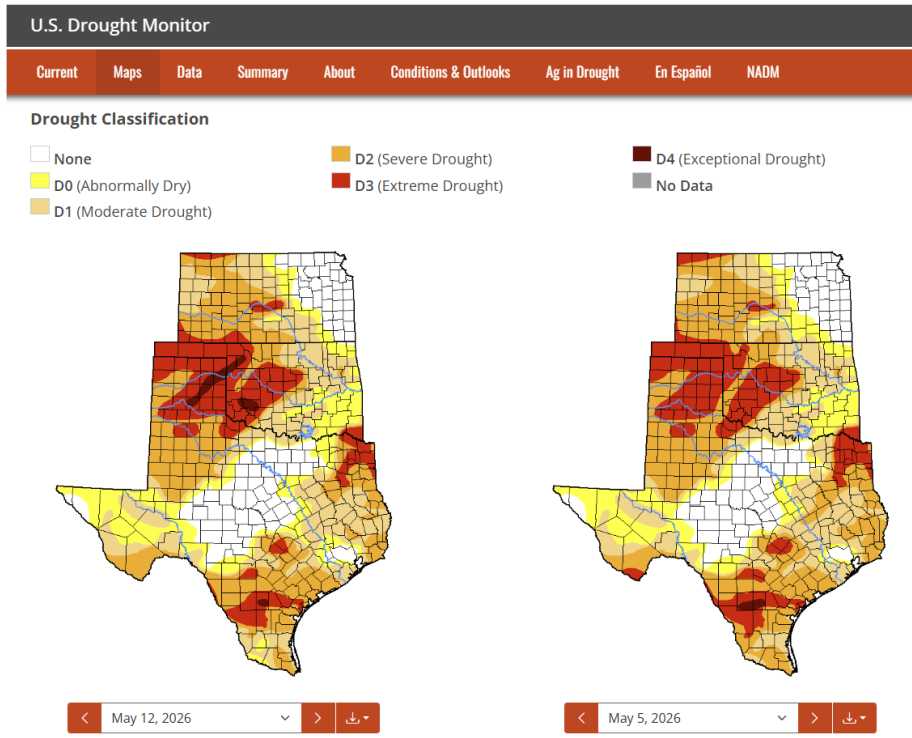 U.S. Drought Monitor
Current Maps Data Summary About Conditions & Outlooks Ag in Drought En Español NADM
Drought Classification
None
D0 (Abnormally Dry)
D1 (Moderate Drought)
D2 (Severe Drought)
D3 (Extreme Drought)
D4 (Exceptional Drought)
No Data
May 12, 2026
May 5, 2026